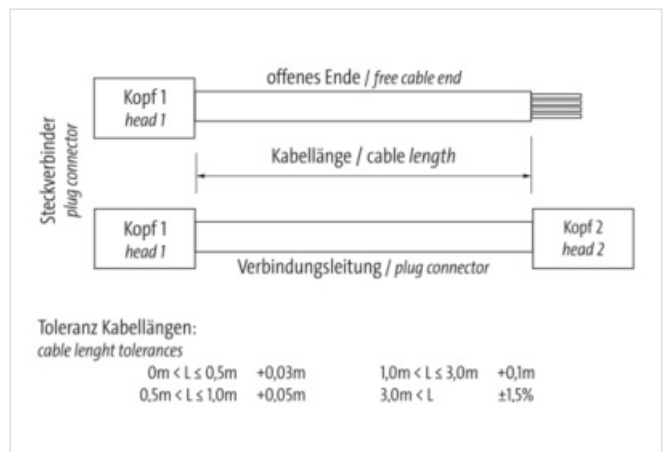 offenes Ende / free cable end
Kopf 1
head 1
Steckverbinder
plug connector
Kabellänge / cable length
Kopf 1
head 1
Kopf 2
head 2
Verbindungsleitung / plug connector
Toleranz Kabellängen:
cable lenght tolerances
0m < L ≤ 0,5m +0,03m 1,0m < L ≤ 3,0m +0,1m
0,5m < L ≤ 1,0m +0,05m 3,0m < L ±1,5%